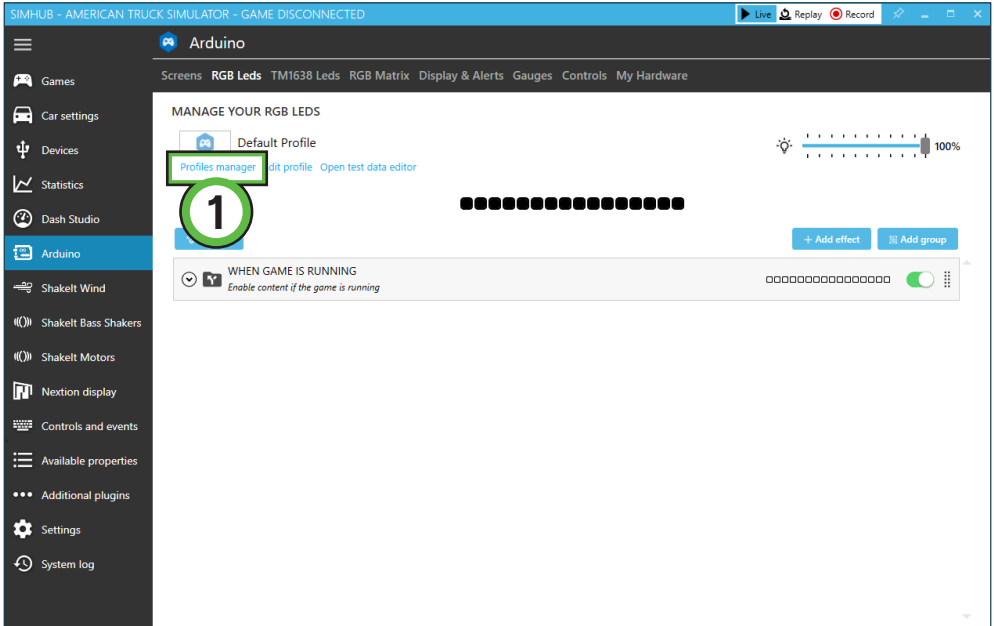 SIMHUB - AMERICAN TRUCK SIMULATOR - GAME DISCONNECTED
Live Replay Record
Arduino
Games
Car settings
Devices
Statistics
Dash Studio
Arduino
ShakeIt Wind
ShakeIt Bass Shakers
ShakeIt Motors
Nextion display
Controls and events
Available properties
Additional plugins
Settings
System log
Screens RGB Leds TM1638 Leds RGB Matrix Display & Alerts Gauges Controls My Hardware
MANAGE YOUR RGB LEDS
Default Profile
100%
Profiles manager dit profile Open test data editor
1
+ Add effect Add group
WHEN GAME IS RUNNING
Enable content if the game is running